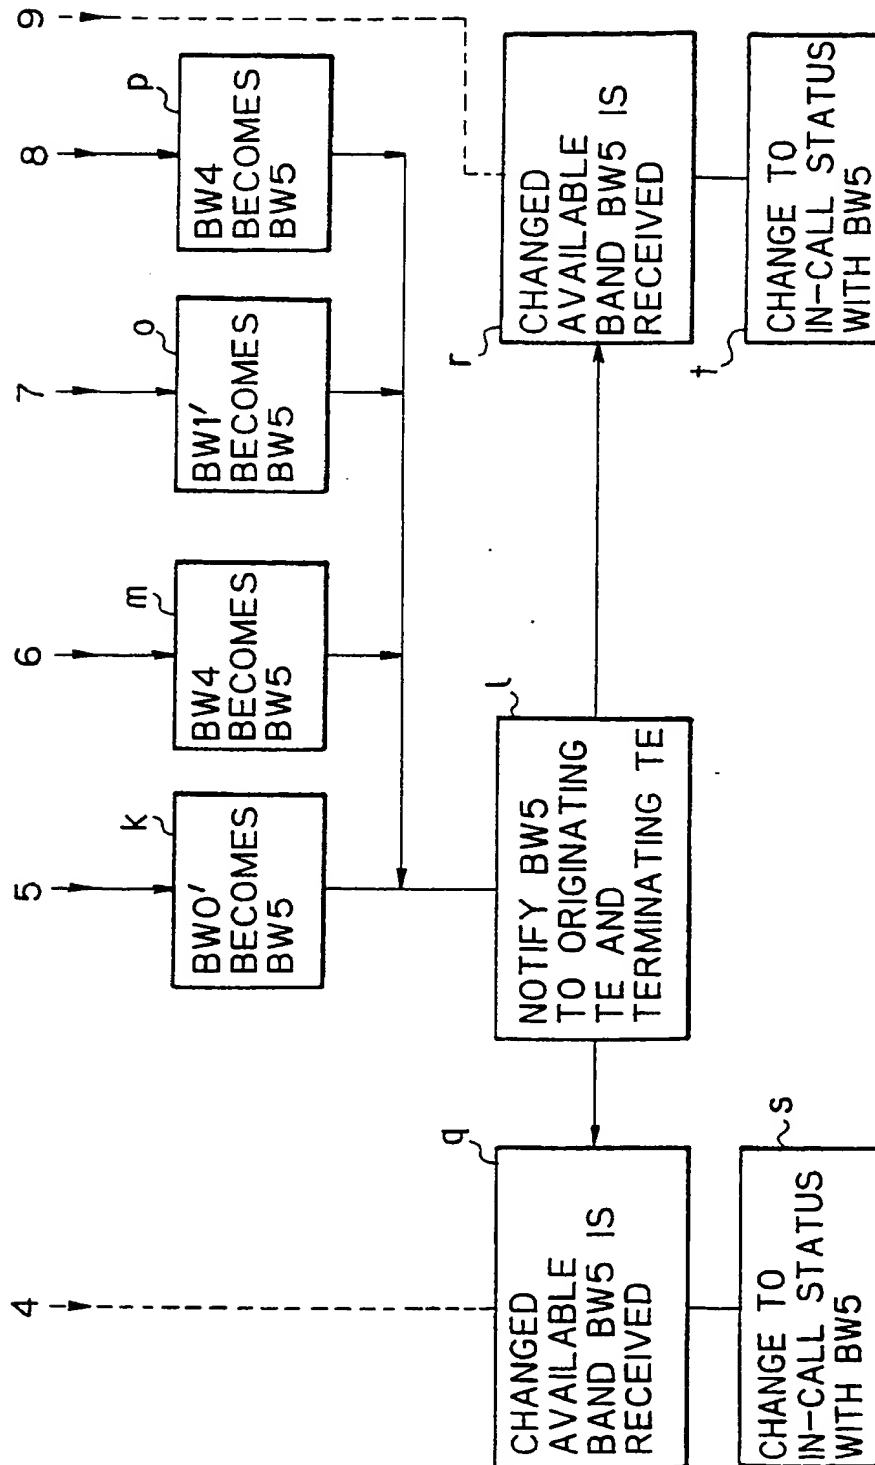 4
5
6
7
8
9
k
BW0'
BECOMES
BW5
m
BW4
BECOMES
BW5
o
BW1'
BECOMES
BW5
p
BW4
BECOMES
BW5
q
CHANGED
AVAILABLE
BAND BW5 IS
RECEIVED
l
NOTIFY BW5
TO ORIGINATING
TE AND
TERMINATING TE
r
CHANGED
AVAILABLE
BAND BW5 IS
RECEIVED
s
CHANGE TO
IN-CALL STATUS
WITH BW5
t
CHANGE TO
IN-CALL STATUS
WITH BW5